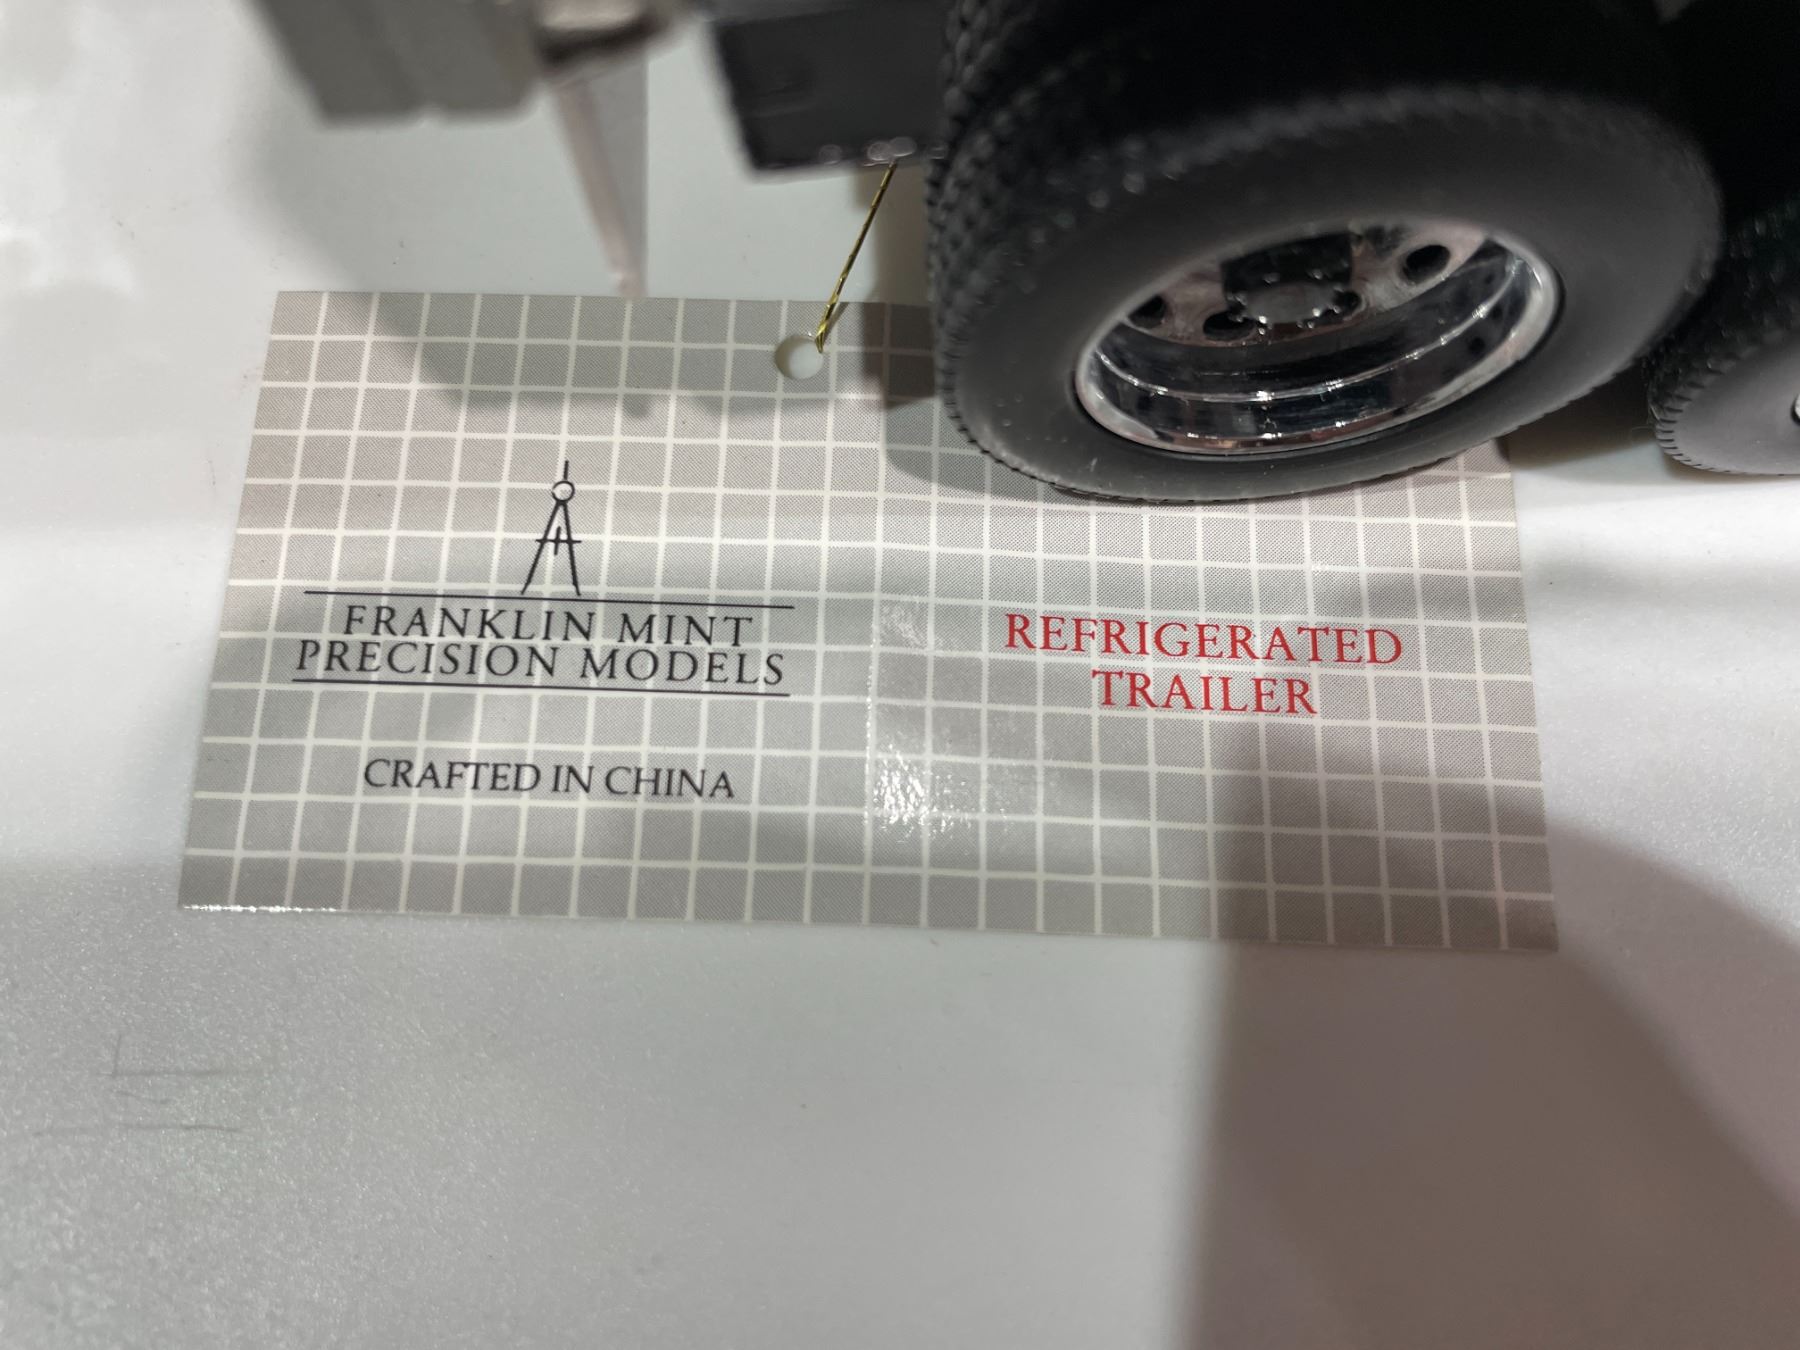 FRANKLIN MINT
PRECISION MODELS
CRAFTED IN CHINA
REFRIGERATED
TRAILER